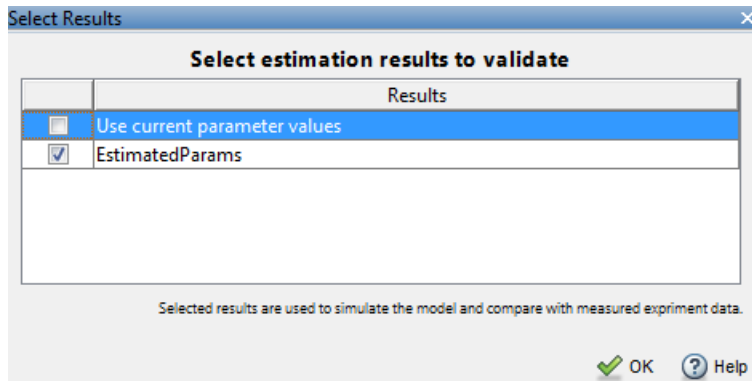 Select Results
Select estimation results to validate
Results
Use current parameter values
EstimatedParams
Selected results are used to simulate the model and compare with measured expriment data.
OK Help